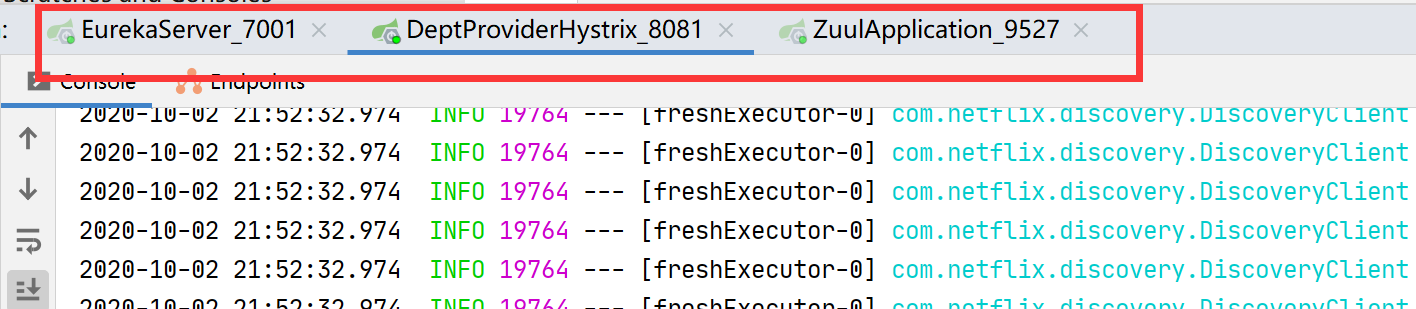 Scratches and Consoles
: EurekaServer_7001 × DeptProviderHystrix_8081 × ZuulApplication_9527 ×
Console Endpoints
2020-10-02 21:52:32.974 INFO 19764 --- [freshExecutor-0] com.netflix.discovery.DiscoveryClient
2020-10-02 21:52:32.974 INFO 19764 --- [freshExecutor-0] com.netflix.discovery.DiscoveryClient
2020-10-02 21:52:32.974 INFO 19764 --- [freshExecutor-0] com.netflix.discovery.DiscoveryClient
2020-10-02 21:52:32.974 INFO 19764 --- [freshExecutor-0] com.netflix.discovery.DiscoveryClient
2020-10-02 21:52:32.974 INFO 19764 --- [freshExecutor-0] com.netflix.discovery.DiscoveryClient
2020-10-02 21:52:32.974 INFO 19764 --- [freshExecutor-0] com.netflix.discovery.DiscoveryClient